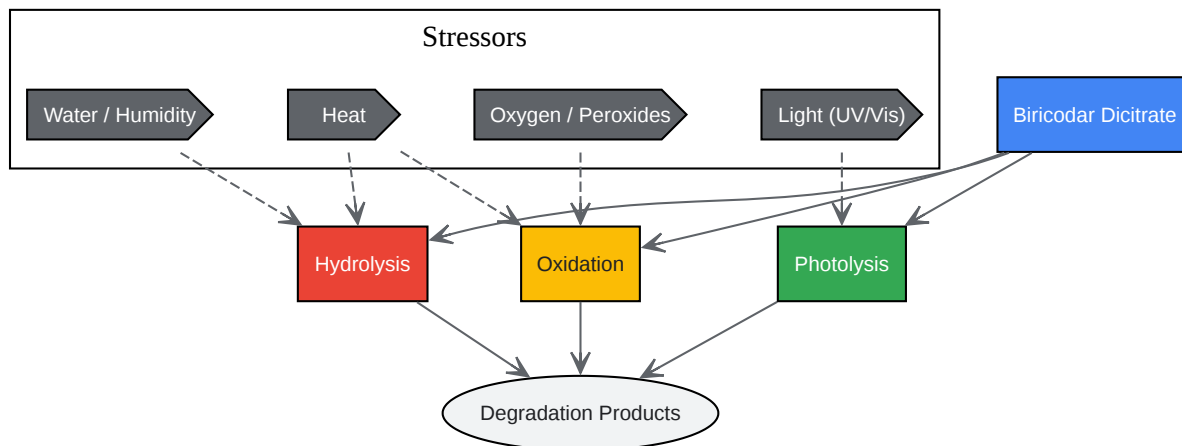 Stressors
Water / Humidity
Heat
Oxygen / Peroxides
Light (UV/Vis)
Biricodar Dicitrate
Hydrolysis
Oxidation
Photolysis
Degradation Products